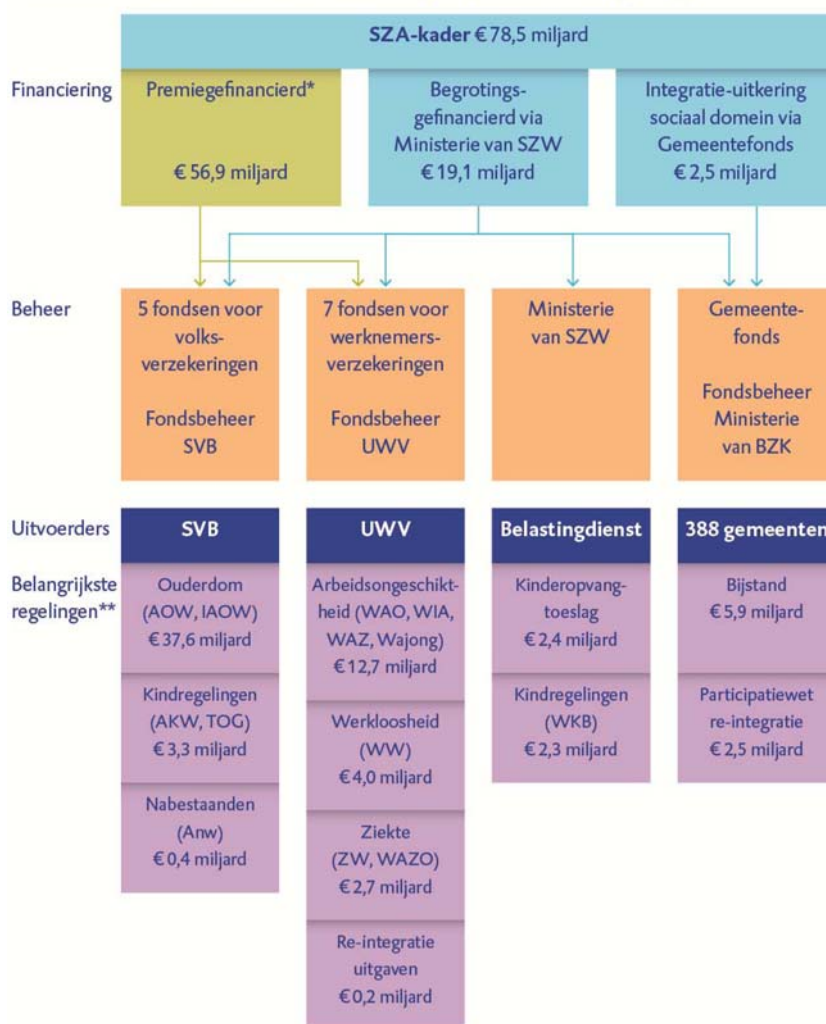 SZA-kader € 78,5 miljard
Financiering
Premiegefinancierd*
€ 56,9 miljard
Begrotings-
gefinancierd via
Ministerie van SZW
€ 19,1 miljard
Integratie-uitkering
sociaal domein via
Gemeentefonds
€ 2,5 miljard
Beheer
5 fondsen voor
volks-
verzekeringen
Fondsbeheer
SVB
7 fondsen voor
werknemers-
verzekeringen
Fondsbeheer
UWV
Ministerie
van SZW
Gemeente-
fonds
Fondsbeheer
Ministerie
van BZK
Uitvoerders
SVB
UWV
Belastingdienst
388 gemeenten
Belangrijkste
regelingen**
Ouderdom
(AOW, IAOW)
€ 37,6 miljard
Kindregelingen
(AKW, TOG)
€ 3,3 miljard
Nabestaanden
(Anw)
€ 0,4 miljard
Arbeidsongeschikt-
heid (WAO, WIA,
WAZ, Wajong)
€ 12,7 miljard
Werkloosheid
(WW)
€ 4,0 miljard
Ziekte
(ZW, WAZO)
€ 2,7 miljard
Re-integratie
uitgaven
€ 0,2 miljard
Kinderopvang-
toeslag
€ 2,4 miljard
Kindregelingen
(WKB)
€ 2,3 miljard
Bijstand
€ 5,9 miljard
Participatiewet
re-integratie
€ 2,5 miljard